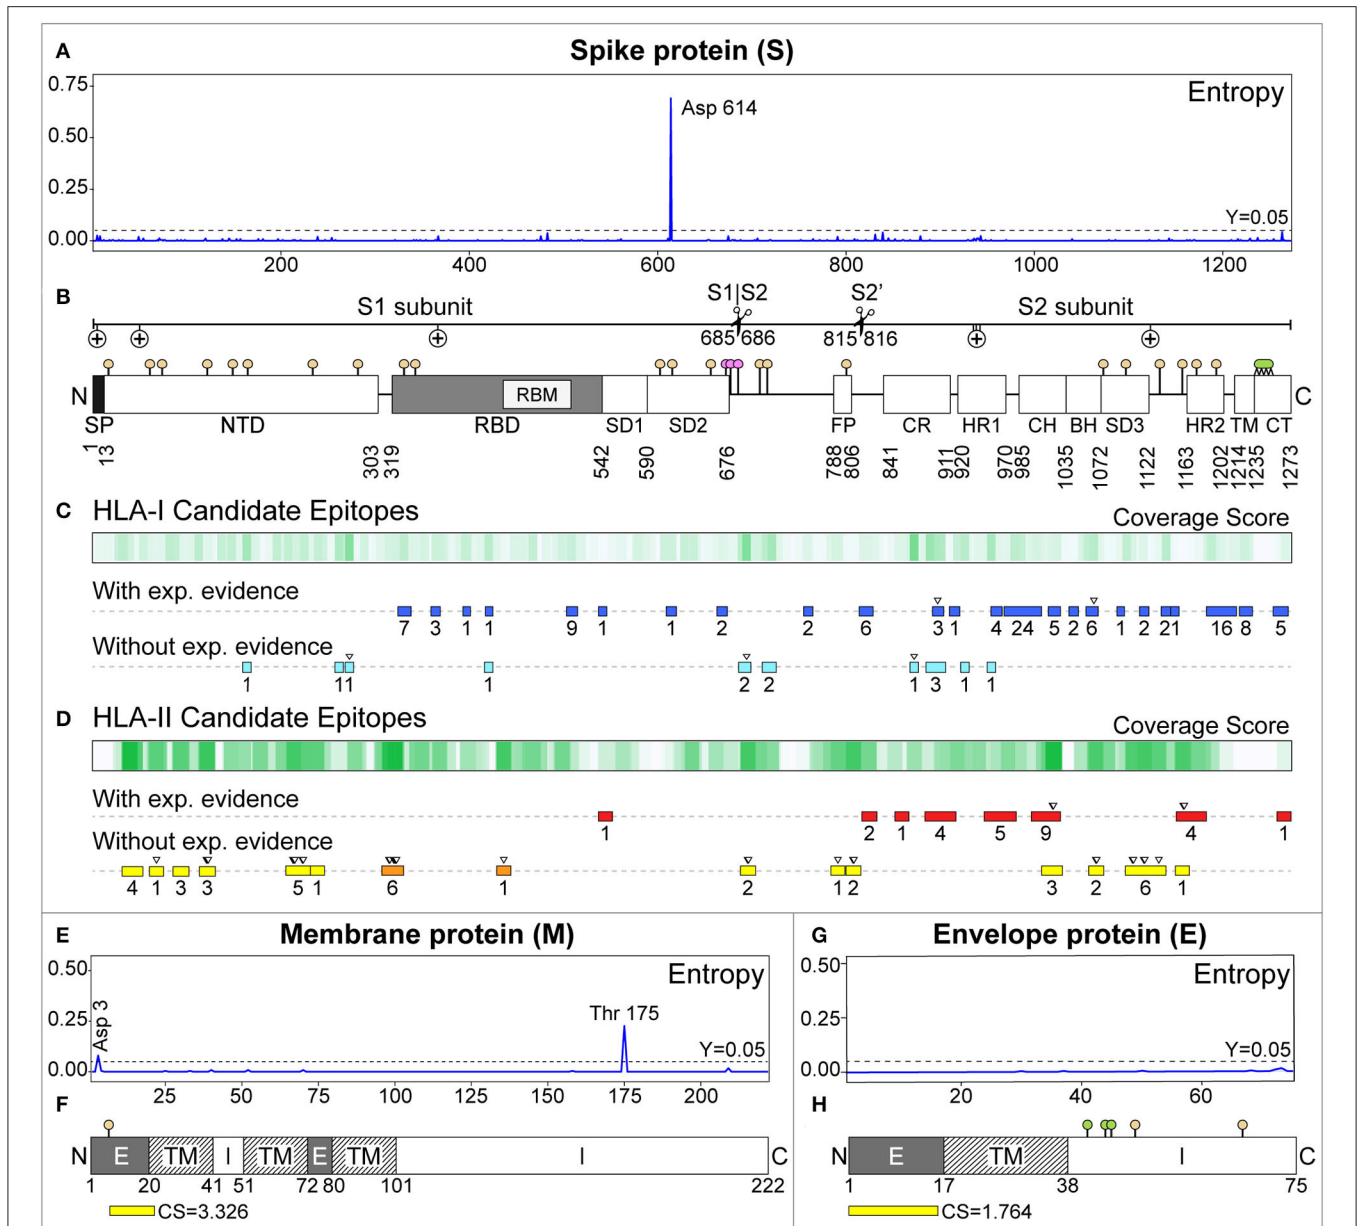 A
Spike protein (S)
Entropy
Asp 614
Y=0.05
0.75
0.50
0.25
0.00
200 400 600 800 1000 1200
B
S1 subunit S1|S2 S2’ S2 subunit
685 686 815 816
N C
RBM
SP NTD RBD SD1 SD2 FP CR HR1 CH BH SD3 HR2 TM CT
1 13 303 319 542 590 676 788 806 841 911 920 970 985 1035 1072 1122 1163 1202 1214 1235 1273
C
HLA-I Candidate Epitopes
Coverage Score
With exp. evidence
7 3 1 1 9 1 1 2 2 6 3 1 4 24 5 2 6 1 2 21 16 8 5
Without exp. evidence
1 11 1 2 2 1 3 1 1
D
HLA-II Candidate Epitopes
Coverage Score
With exp. evidence
1 2 1 4 5 9 4 1
Without exp. evidence
4 1 3 3 5 1 6 1 2 1 2 3 2 6 1
E
Membrane protein (M)
Entropy
Asp 3
Thr 175
Y=0.05
0.50
0.25
0.00
25 50 75 100 125 150 175 200
F
N E TM I TM E TM I C
1 20 41 51 72 80 101 222
CS=3.326
G
Envelope protein (E)
Entropy
Y=0.05
0.50
0.25
0.00
20 40 60
H
N E TM I C
1 17 38 75
CS=1.764